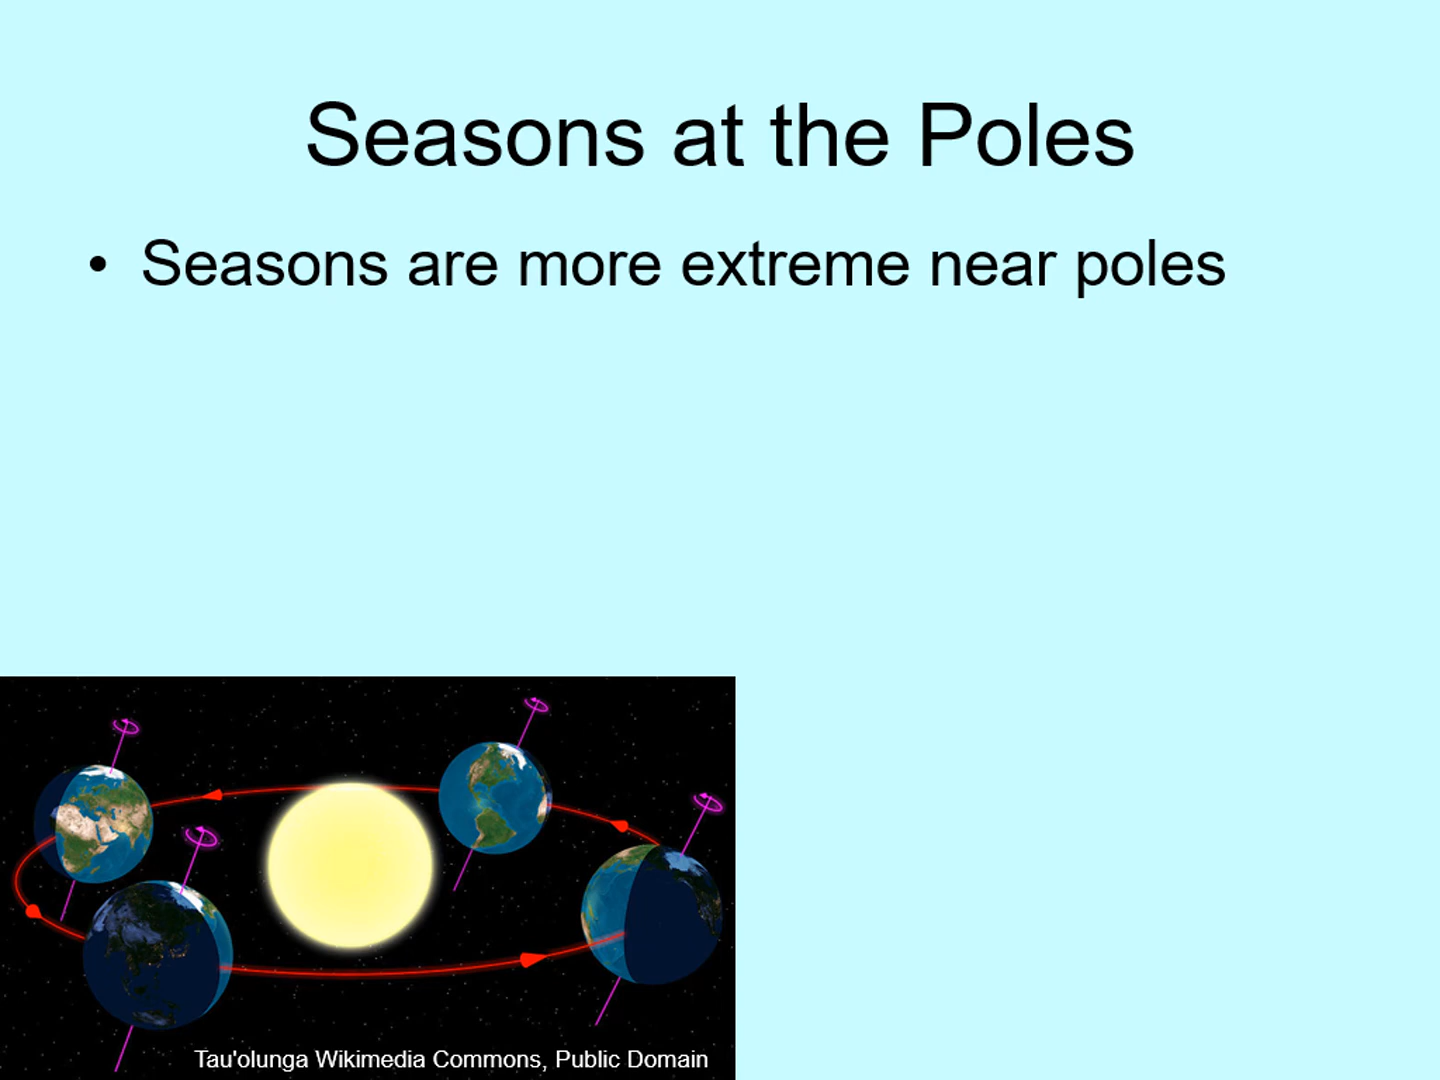 Seasons at the Poles
• Seasons are more extreme near poles
Tau'olunga Wikimedia Commons, Public Domain